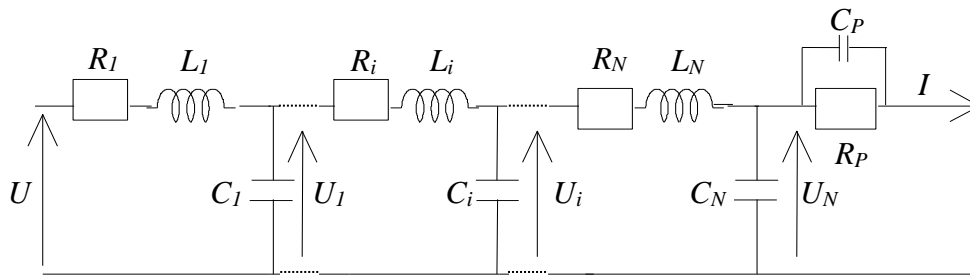 C_P
R_1 L_1 R_i L_i R_N L_N I
R_P
U C_1 U_1 C_i U_i C_N U_N